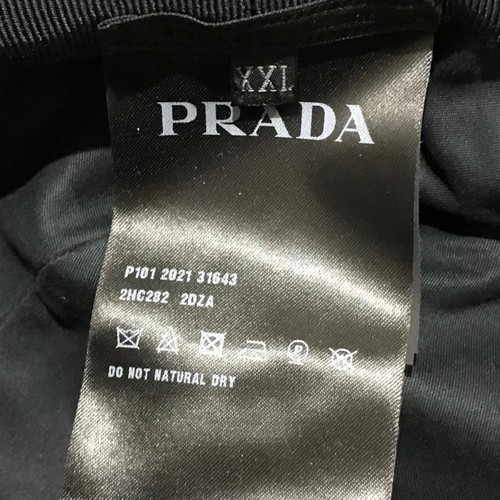 XXL
PRADA
P101 2021 31643
2HC282 2DZA
DO NOT NATURAL DRY